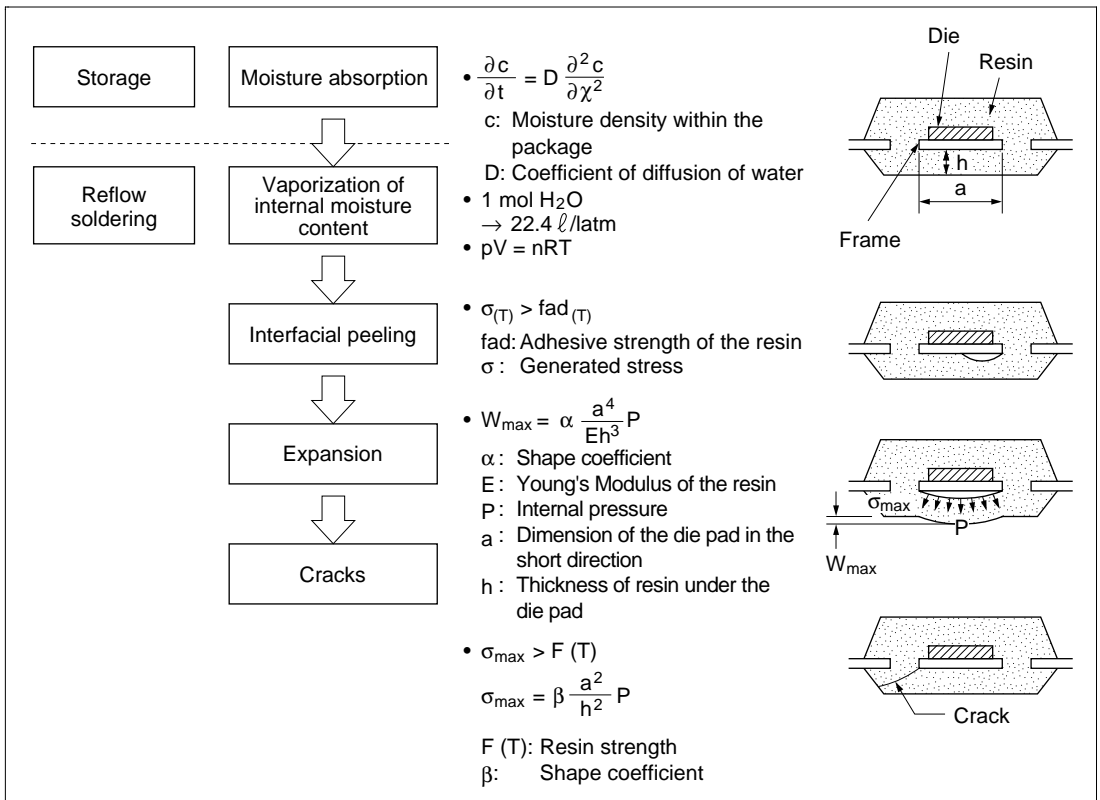 Storage
Moisture absorption
• ∂c/∂t = D ∂²c/∂χ²
c: Moisture density within the
package
D: Coefficient of diffusion of water
Reflow
soldering
Vaporization of
internal moisture
content
• 1 mol H₂O
→ 22.4 ℓ/latm
• pV = nRT
Interfacial peeling
• σ(T) > fad (T)
fad: Adhesive strength of the resin
σ : Generated stress
Expansion
• Wmax = α a⁴/Eh³ P
α : Shape coefficient
E : Young's Modulus of the resin
P : Internal pressure
a : Dimension of the die pad in the
short direction
h : Thickness of resin under the
die pad
Cracks
• σmax > F (T)
σmax = β a²/h² P
F (T): Resin strength
β: Shape coefficient
Die
Resin
h
a
Frame
σmax
P
Wmax
Crack